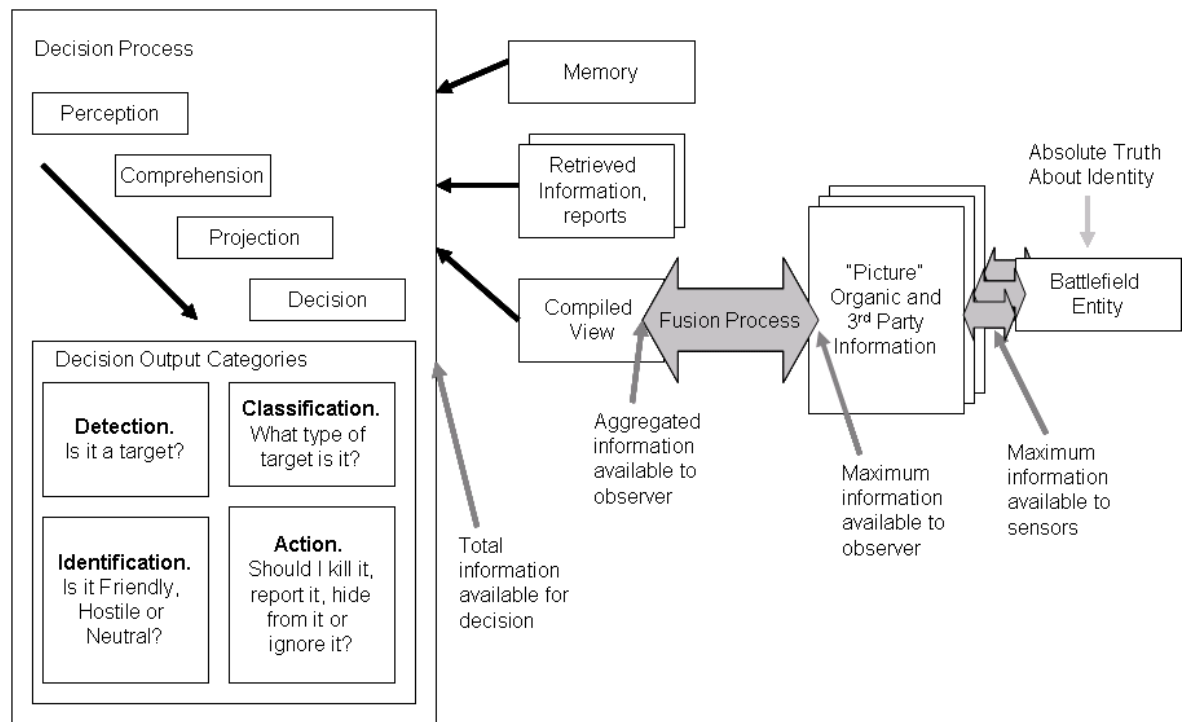 Decision Process
Perception
Comprehension
Projection
Decision
Decision Output Categories
Detection.
Is it a target?
Classification.
What type of
target is it?
Identification.
Is it Friendly,
Hostile or
Neutral?
Action.
Should I kill it,
report it, hide
from it or
ignore it?
Memory
Retrieved
Information,
reports
Compiled
View
Fusion Process
"Picture"
Organic and
3rd Party
Information
Absolute Truth
About Identity
Battlefield
Entity
Total
information
available for
decision
Aggregated
information
available to
observer
Maximum
information
available to
observer
Maximum
information
available to
sensors